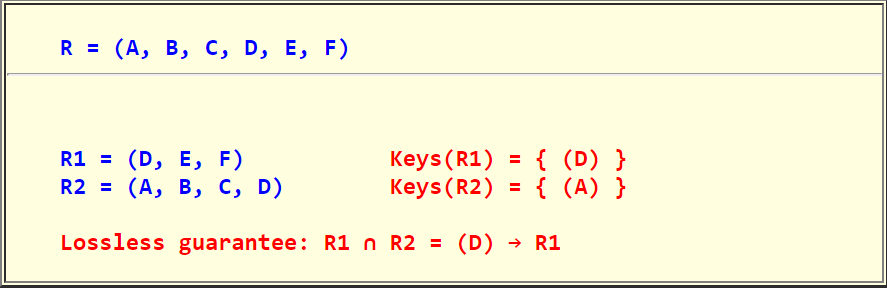 R = (A, B, C, D, E, F)
R1 = (D, E, F) Keys(R1) = { (D) }
R2 = (A, B, C, D) Keys(R2) = { (A) }
Lossless guarantee: R1 ∩ R2 = (D) → R1